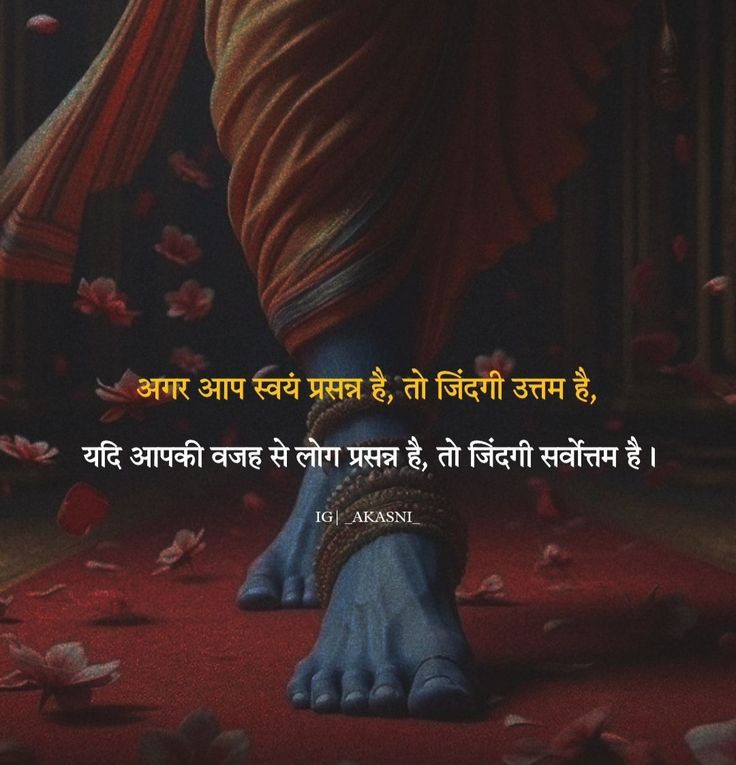 अगर आप स्वयं प्रसन्न है, तो जिंदगी उत्तम है,
यदि आपकी वजह से लोग प्रसन्न है, तो जिंदगी सर्वोत्तम है।
IG| _AKASNI_